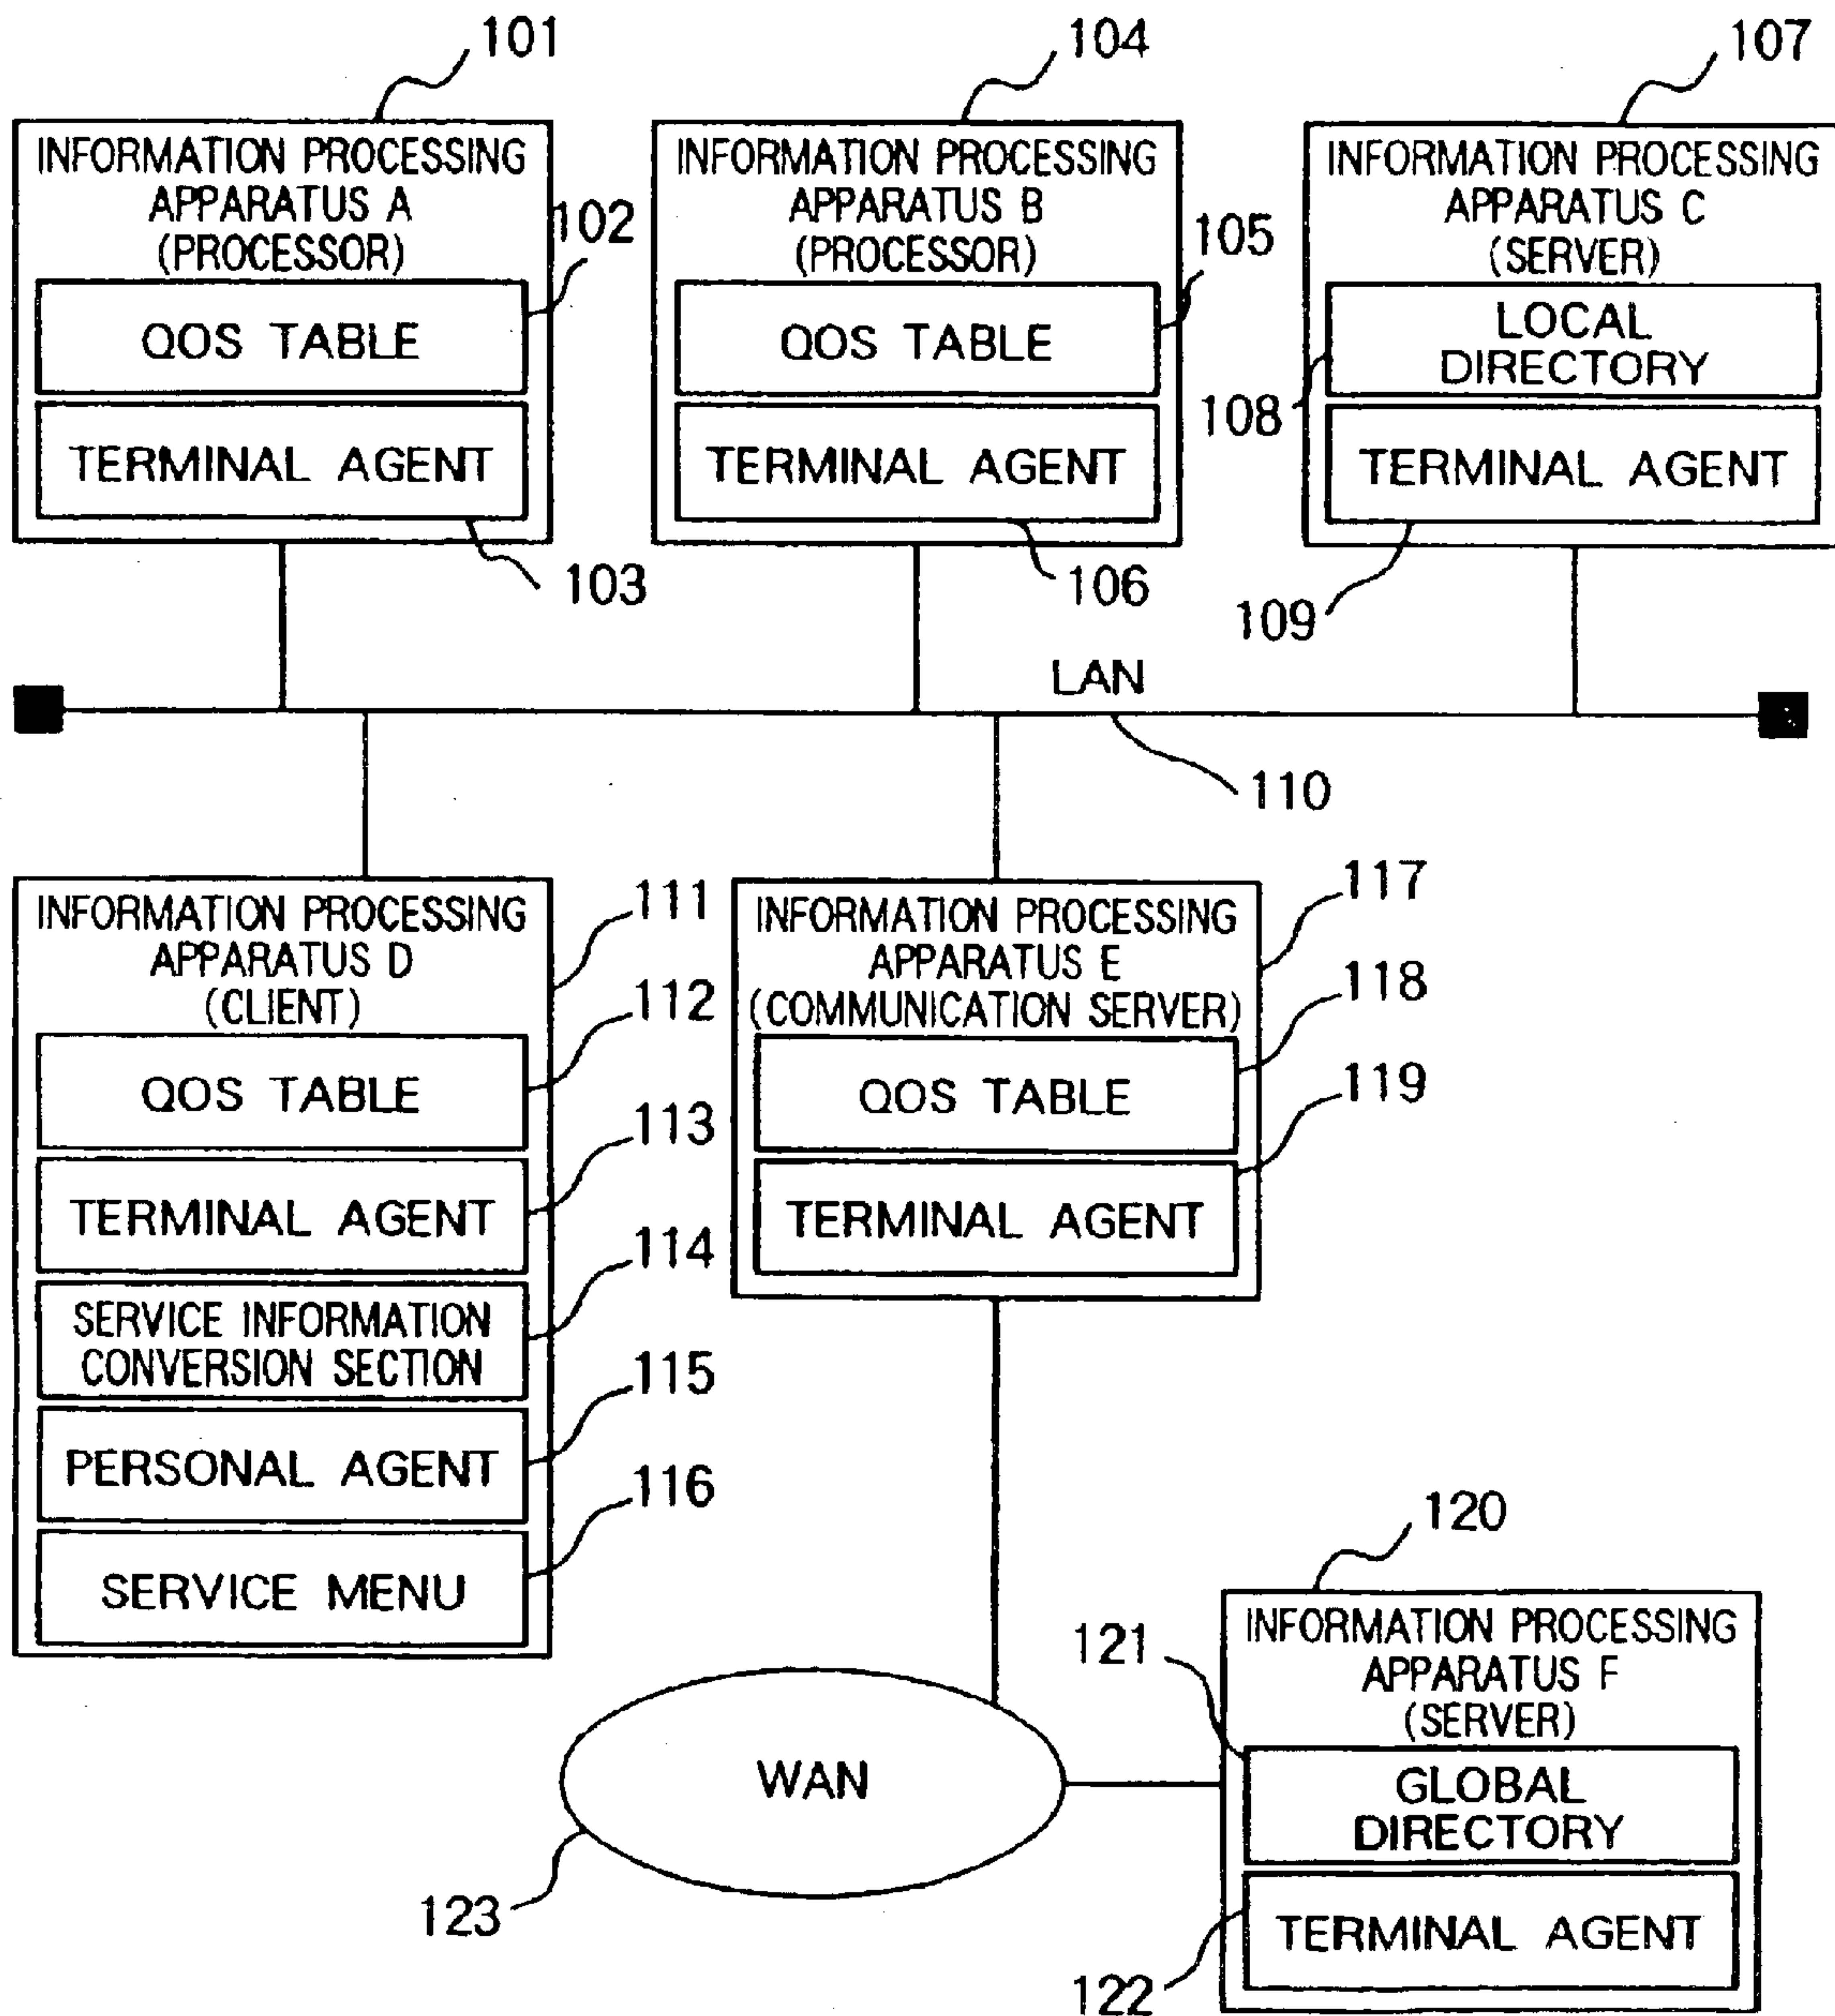 101
104
107
INFORMATION PROCESSING
APPARATUS A
(PROCESSOR)
102
QOS TABLE
TERMINAL AGENT
103
INFORMATION PROCESSING
APPARATUS B
(PROCESSOR)
105
QOS TABLE
TERMINAL AGENT
106
INFORMATION PROCESSING
APPARATUS C
(SERVER)
LOCAL
DIRECTORY
108
TERMINAL AGENT
109
LAN
110
INFORMATION PROCESSING
APPARATUS D
(CLIENT)
111
QOS TABLE
112
TERMINAL AGENT
113
SERVICE INFORMATION
CONVERSION SECTION
114
PERSONAL AGENT
115
SERVICE MENU
116
INFORMATION PROCESSING
APPARATUS E
(COMMUNICATION SERVER)
117
QOS TABLE
118
TERMINAL AGENT
119
WAN
123
120
INFORMATION PROCESSING
APPARATUS F
(SERVER)
121
GLOBAL
DIRECTORY
TERMINAL AGENT
122